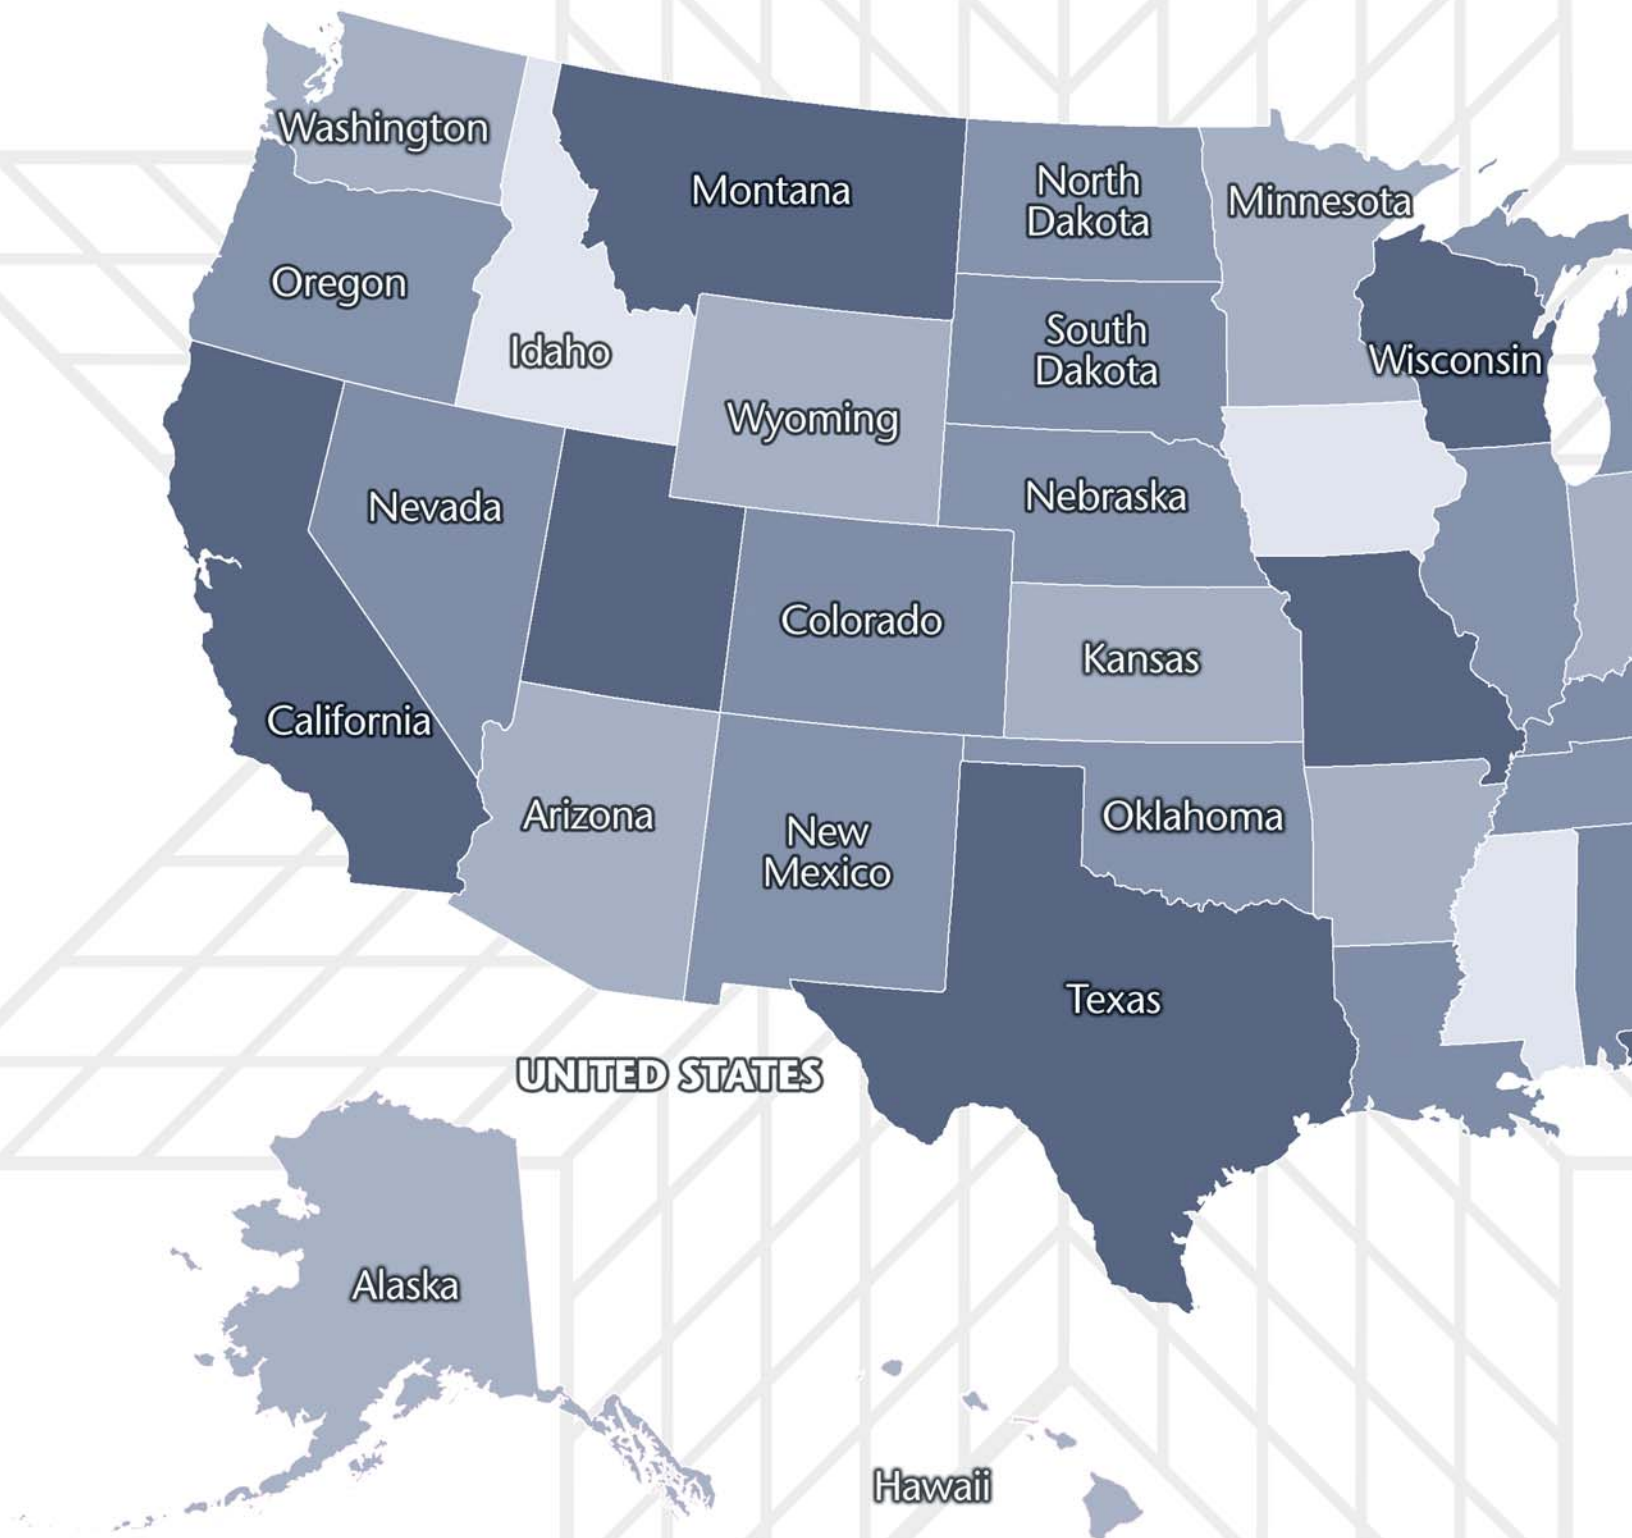 Washington
Montana
North
Dakota
Minnesota
Oregon
Idaho
South
Dakota
Wisconsin
Wyoming
Nevada
Nebraska
Colorado
Kansas
California
Arizona
New
Mexico
Oklahoma
Texas
UNITED STATES
Alaska
Hawaii